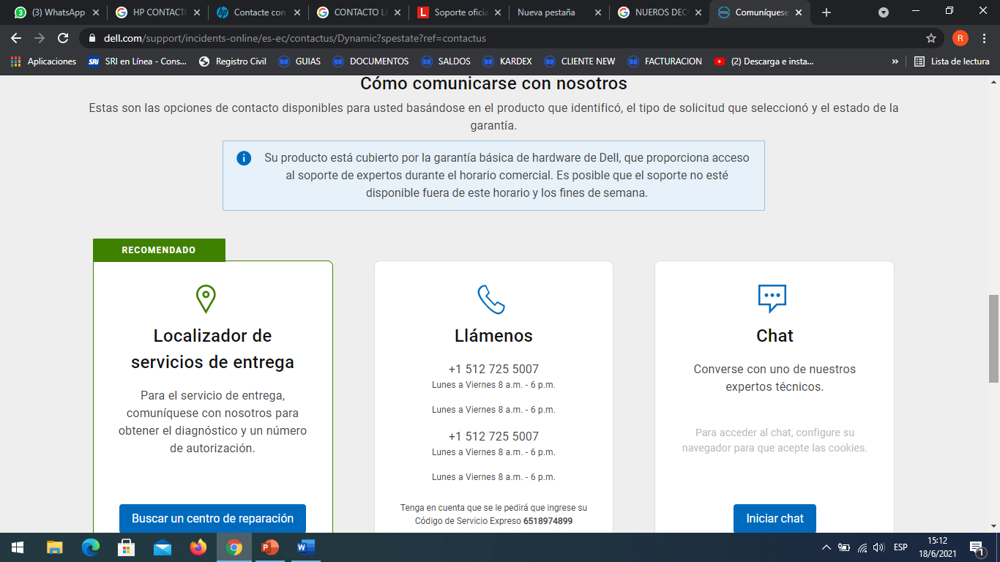 (3) WhatsApp
HP CONTACTO
Contacte con
CONTACTO LE
Soporte oficia
Nueva pestaña
NUEROS DEC
Comuníquese
R
dell.com/support/incidents-online/es-ec/contactus/Dynamic?spestate?ref=contactus
Aplicaciones
SRI SRI en Línea - Cons...
Registro Civil
GUIAS
DOCUMENTOS
SALDOS
KARDEX
CLIENTE NEW
FACTURACION
(2) Descarga e insta...
»
Lista de lectura
Cómo comunicarse con nosotros
Estas son las opciones de contacto disponibles para usted basándose en el producto que identificó, el tipo de solicitud que seleccionó y el estado de la
garantía.
Su producto está cubierto por la garantía básica de hardware de Dell, que proporciona acceso
al soporte de expertos durante el horario comercial. Es posible que el soporte no esté
disponible fuera de este horario y los fines de semana.
RECOMENDADO
Localizador de
servicios de entrega
Para el servicio de entrega,
comuníquese con nosotros para
obtener el diagnóstico y un número
de autorización.
Buscar un centro de reparación
Llámenos
+1 512 725 5007
Lunes a Viernes 8 a.m. - 6 p.m.
Lunes a Viernes 8 a.m. - 6 p.m.
+1 512 725 5007
Lunes a Viernes 8 a.m. - 6 p.m.
Lunes a Viernes 8 a.m. - 6 p.m.
Tenga en cuenta que se le pedirá que ingrese su
Código de Servicio Expreso 6518974899
Chat
Converse con uno de nuestros
expertos técnicos.
Para acceder al chat, configure su
navegador para que acepte las cookies.
Iniciar chat
ESP
15:12
18/6/2021
1